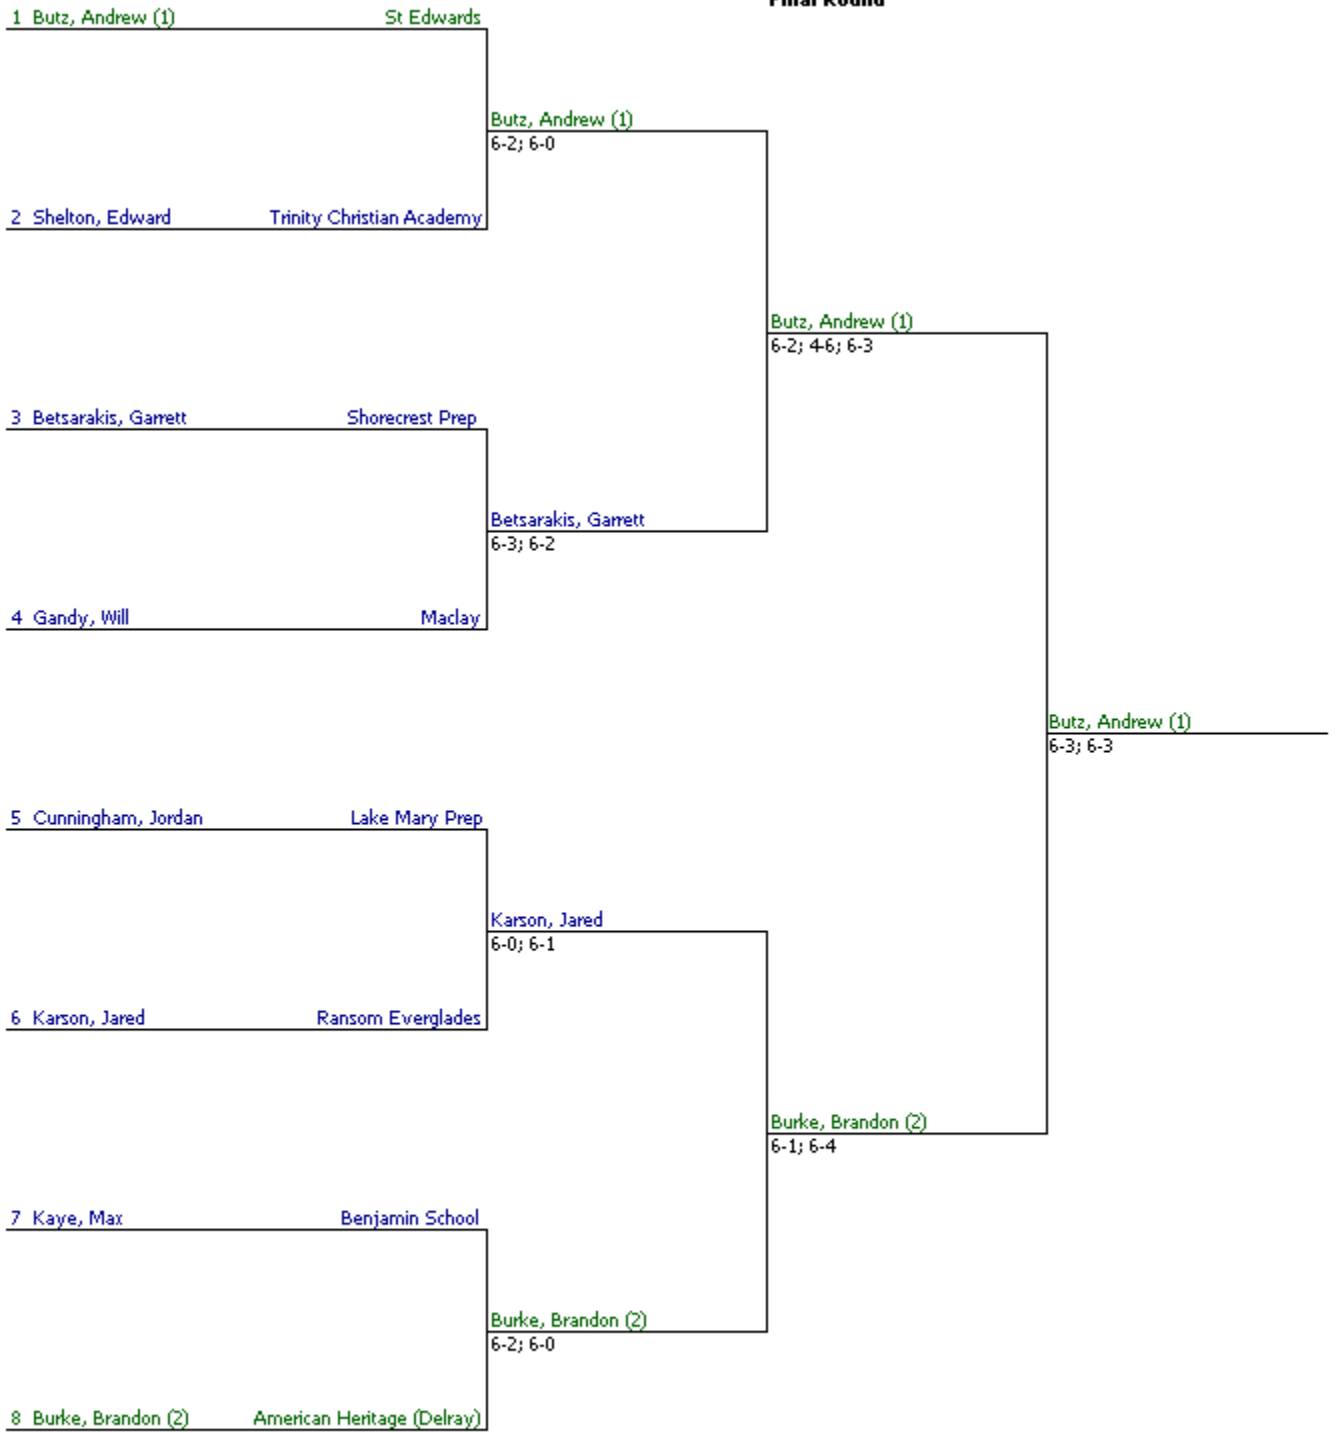 Final Round
1 Butz, Andrew (1) St Edwards
Butz, Andrew (1)
6-2; 6-0
2 Shelton, Edward Trinity Christian Academy
Butz, Andrew (1)
6-2; 4-6; 6-3
3 Betsarakis, Garrett Shorecrest Prep
Betsarakis, Garrett
6-3; 6-2
4 Gandy, Will Maclay
Butz, Andrew (1)
6-3; 6-3
5 Cunningham, Jordan Lake Mary Prep
Karson, Jared
6-0; 6-1
6 Karson, Jared Ransom Everglades
Burke, Brandon (2)
6-1; 6-4
7 Kaye, Max Benjamin School
Burke, Brandon (2)
6-2; 6-0
8 Burke, Brandon (2) American Heritage (Delray)